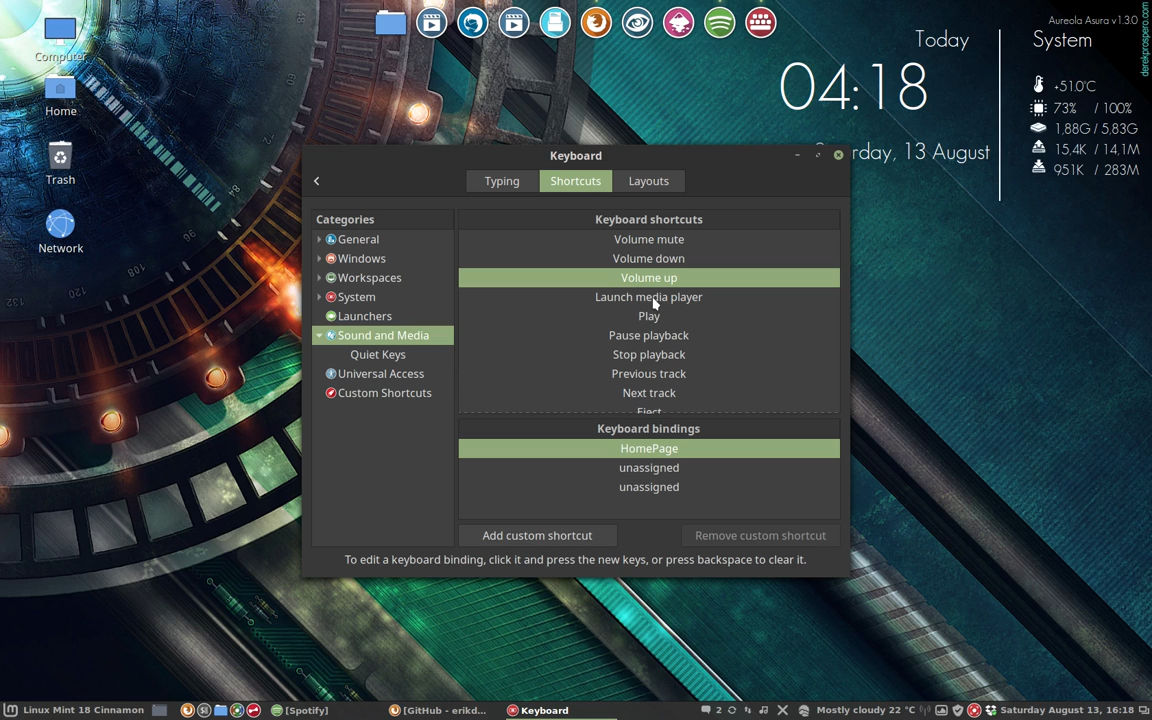 Computer
Home
Trash
Network
Aureola Asura v1.3.0
derekprospero.com
Today
04:18
rday, 13 August
System
+51.0°C
73% / 100%
1,88G / 5,83G
15,4K / 14,1M
951K / 283M
Keyboard
Typing
Shortcuts
Layouts
Categories
General
Windows
Workspaces
System
Launchers
Sound and Media
Quiet Keys
Universal Access
Custom Shortcuts
Keyboard shortcuts
Volume mute
Volume down
Volume up
Launch media player
Play
Pause playback
Stop playback
Previous track
Next track
Eject
Keyboard bindings
HomePage
unassigned
unassigned
Add custom shortcut
Remove custom shortcut
To edit a keyboard binding, click it and press the new keys, or press backspace to clear it.
Linux Mint 18 Cinnamon
[Spotify]
[GitHub - erikd...
Keyboard
2
Mostly cloudy 22 °C
Saturday August 13, 16:18